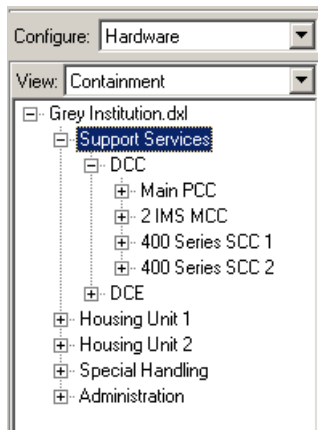 Configure: Hardware
View: Containment
Grey Institution.dxl
Support Services
DCC
Main PCC
2 IMS MCC
400 Series SCC 1
400 Series SCC 2
DCE
Housing Unit 1
Housing Unit 2
Special Handling
Administration